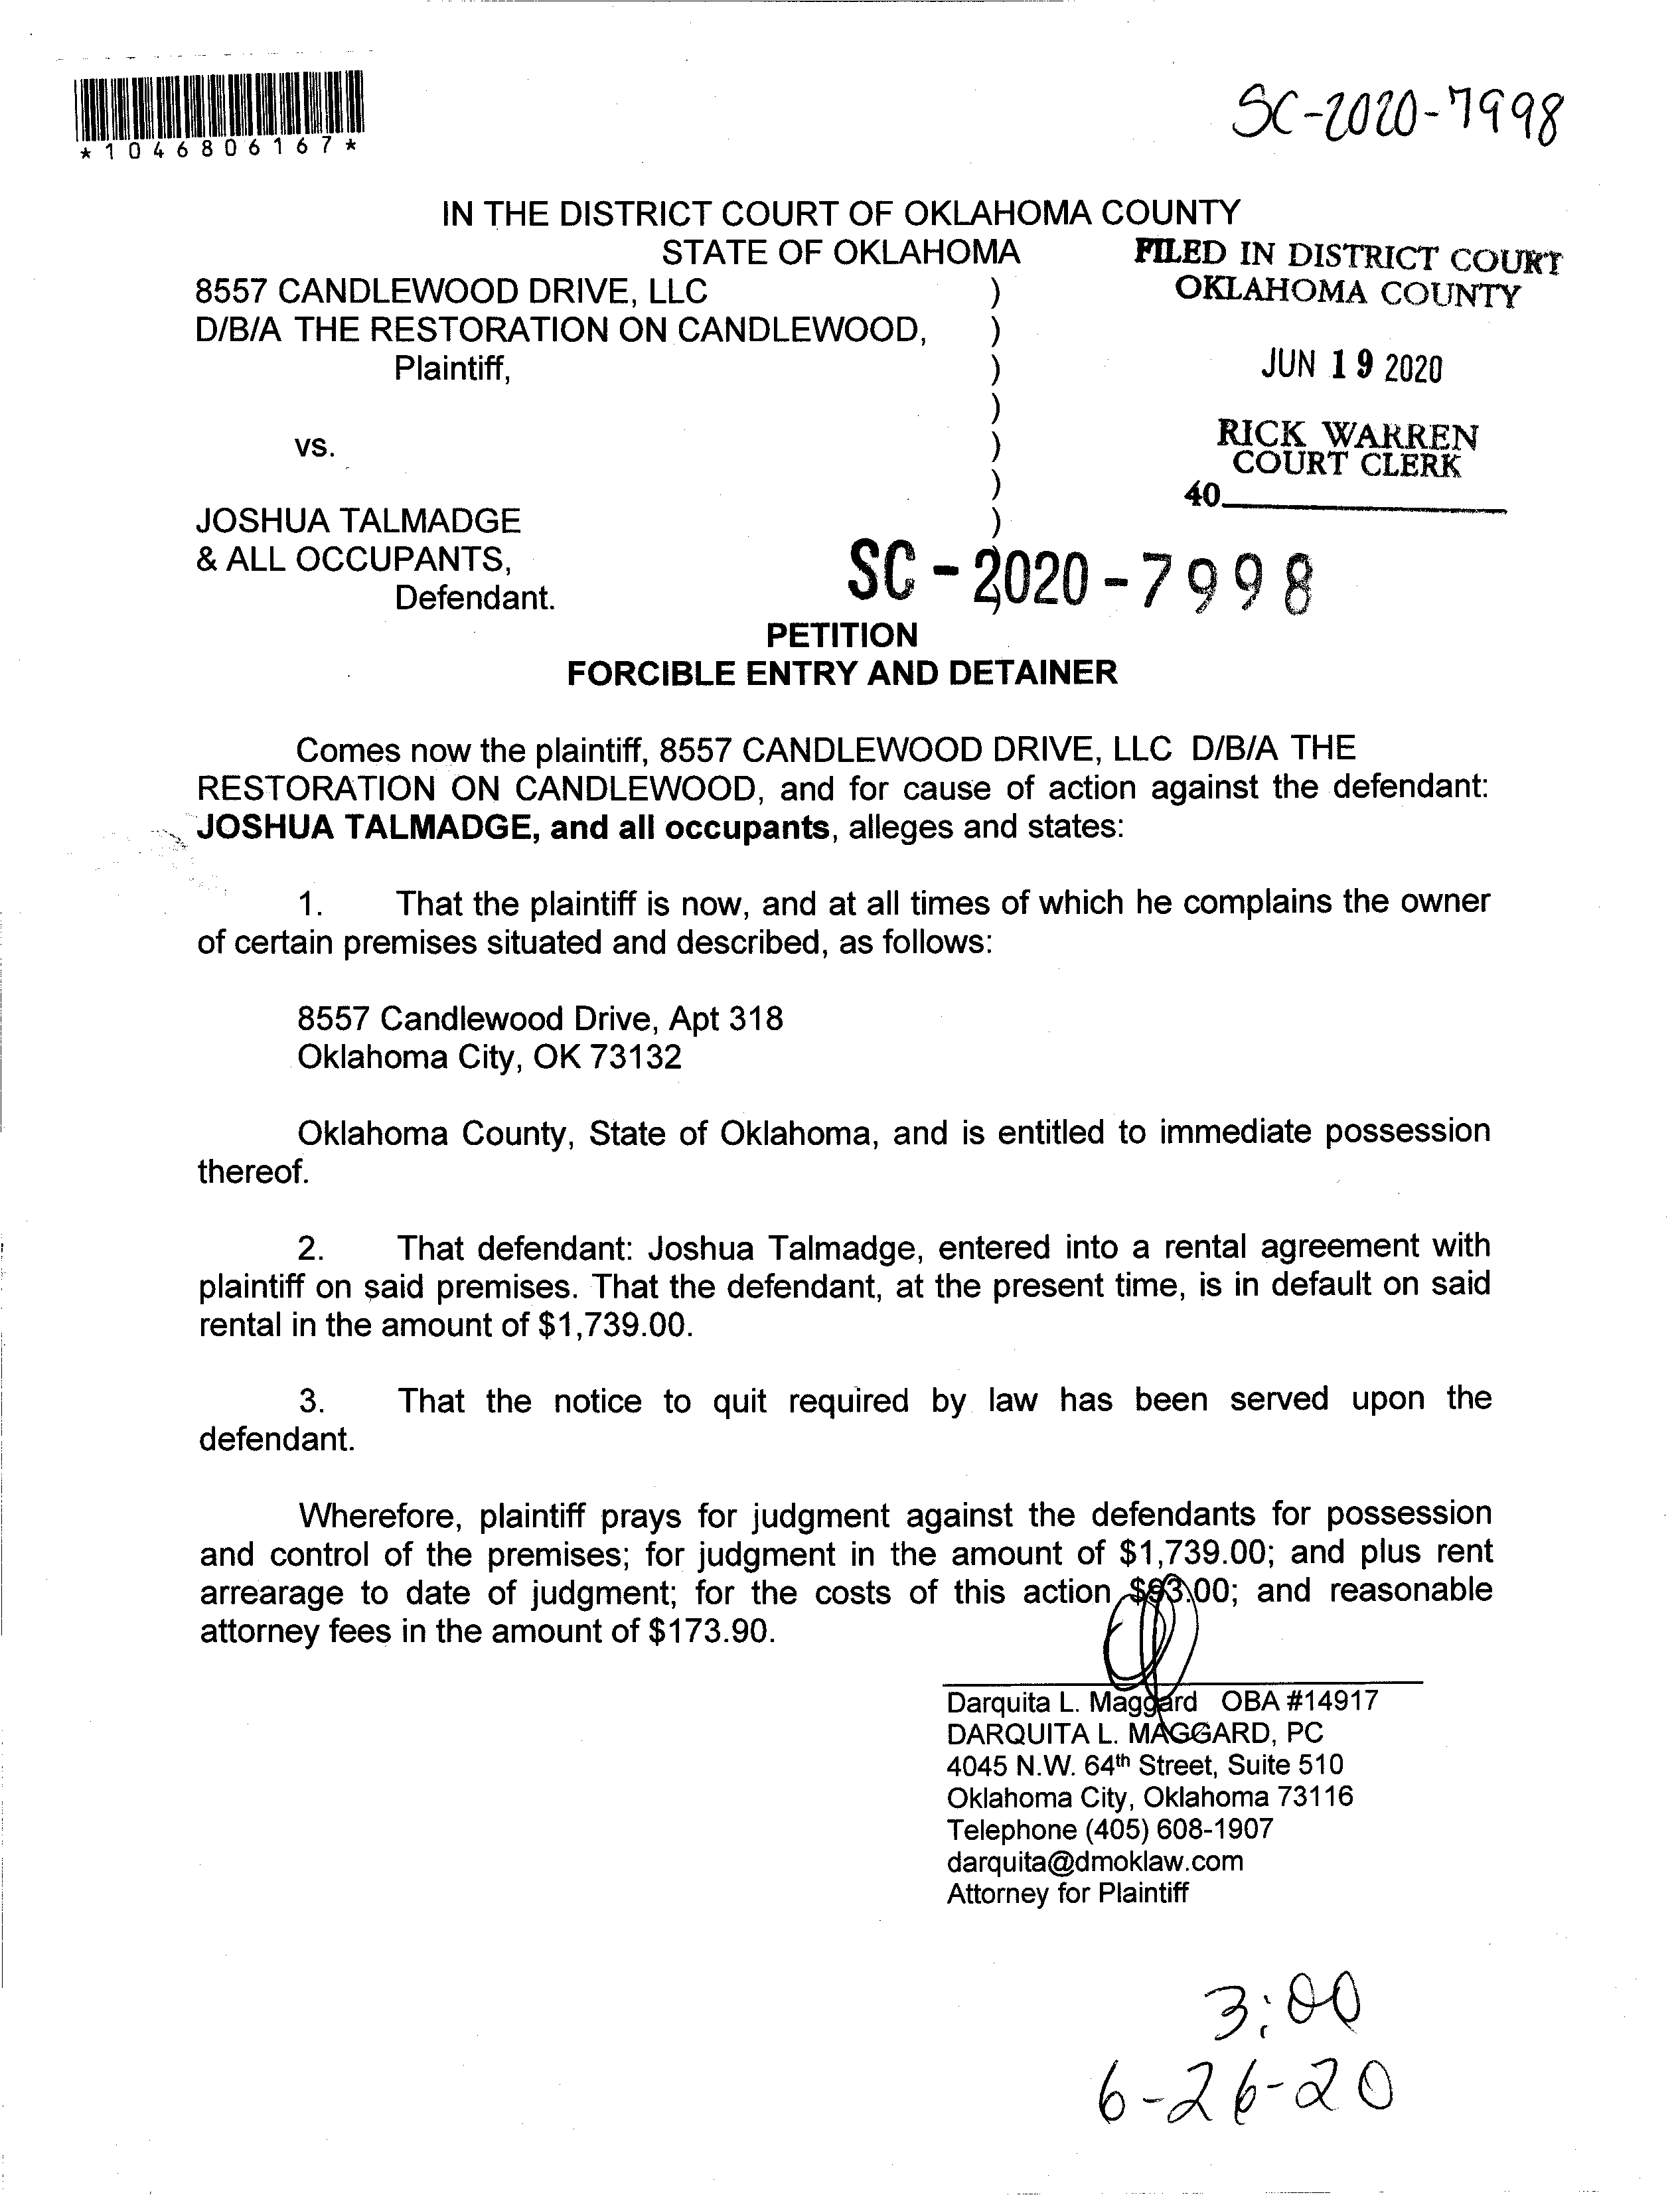 *1046806167*
SC-2020-7998
IN THE DISTRICT COURT OF OKLAHOMA COUNTY
STATE OF OKLAHOMA
FILED IN DISTRICT COURT
OKLAHOMA COUNTY
8557 CANDLEWOOD DRIVE, LLC )
D/B/A THE RESTORATION ON CANDLEWOOD, )
Plaintiff, )
JUN 19 2020
)
vs. )
RICK WARREN
COURT CLERK
)
40
JOSHUA TALMADGE )
& ALL OCCUPANTS, )
Defendant.
SC-2020-7998
PETITION
FORCIBLE ENTRY AND DETAINER
Comes now the plaintiff, 8557 CANDLEWOOD DRIVE, LLC D/B/A THE
RESTORATION ON CANDLEWOOD, and for cause of action against the defendant:
JOSHUA TALMADGE, and all occupants, alleges and states:
1. That the plaintiff is now, and at all times of which he complains the owner
of certain premises situated and described, as follows:
8557 Candlewood Drive, Apt 318
Oklahoma City, OK 73132
Oklahoma County, State of Oklahoma, and is entitled to immediate possession
thereof.
2. That defendant: Joshua Talmadge, entered into a rental agreement with
plaintiff on said premises. That the defendant, at the present time, is in default on said
rental in the amount of $1,739.00.
3. That the notice to quit required by law has been served upon the
defendant.
Wherefore, plaintiff prays for judgment against the defendants for possession
and control of the premises; for judgment in the amount of $1,739.00; and plus rent
arrearage to date of judgment; for the costs of this action and reasonable
attorney fees in the amount of $173.90.
Darquita L. Maggard OBA #14917
DARQUITA L. MAGGARD, PC
4045 N.W. 64th Street, Suite 510
Oklahoma City, Oklahoma 73116
Telephone (405) 608-1907
darquita@dmoklaw.com
Attorney for Plaintiff
3:00
6-26-20